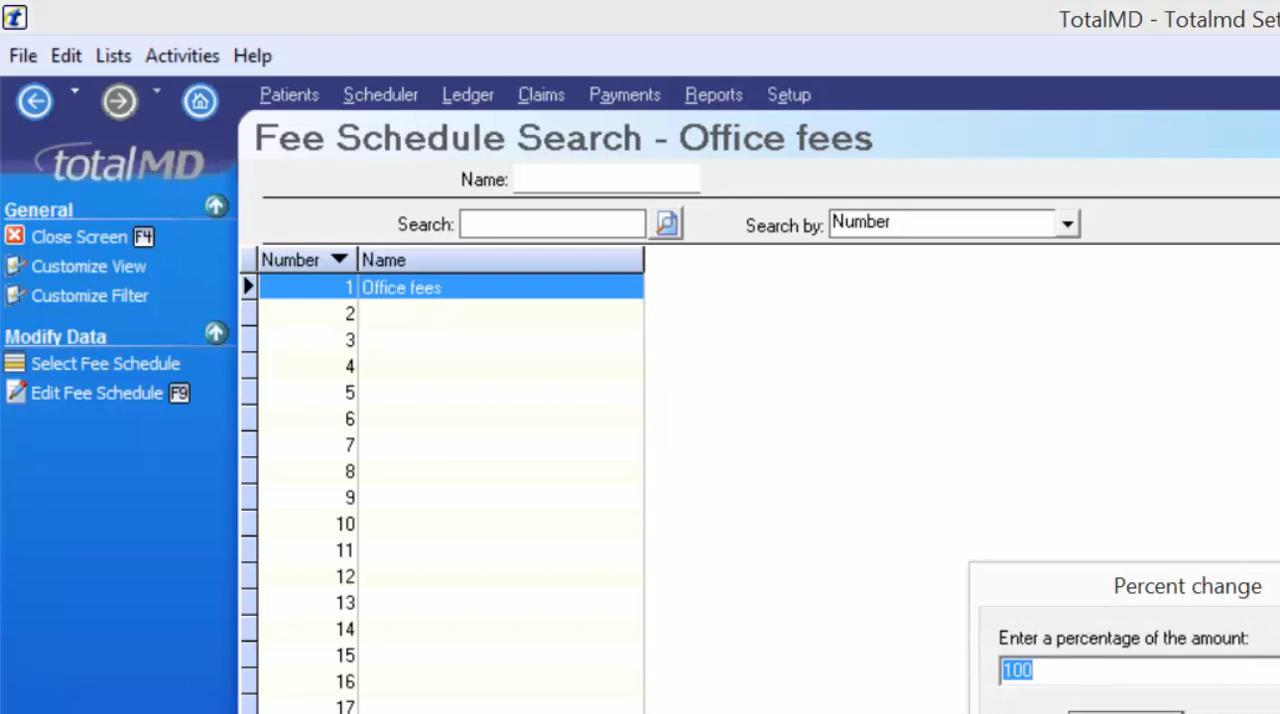 TotalMD - Totalmd Set
File Edit Lists Activities Help
Patients Scheduler Ledger Claims Payments Reports Setup
totalMD
Fee Schedule Search - Office fees
Name:
Search: Search by: Number
General
Close Screen F4
Customize View
Customize Filter
Modify Data
Select Fee Schedule
Edit Fee Schedule F9
Number Name
1 Office fees
2
3
4
5
6
7
8
9
10
11
12
13
14
15
16
17
Percent change
Enter a percentage of the amount:
100